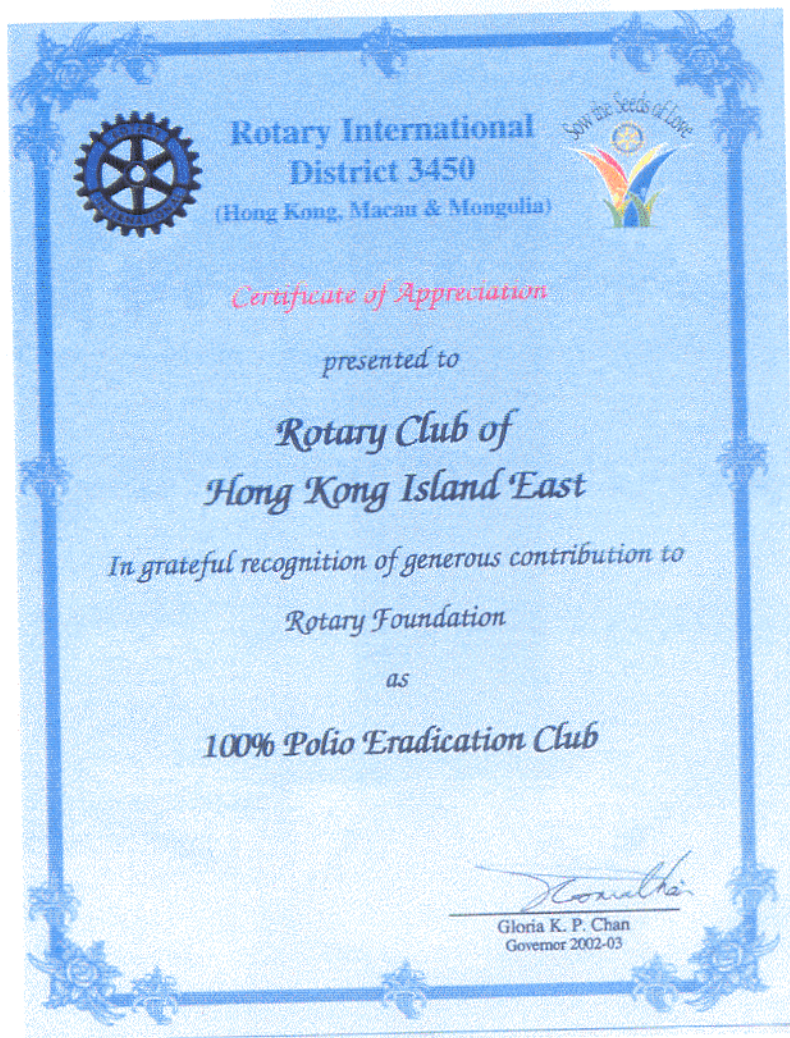 ROTARY
INTERNATIONAL
Rotary International
District 3450
(Hong Kong, Macau & Mongolia)
Sow the Seeds of Love
Certificate of Appreciation
presented to
Rotary Club of
Hong Kong Island East
In grateful recognition of generous contribution to
Rotary Foundation
as
100% Polio Eradication Club
Gloria K. P. Chan
Governor 2002-03